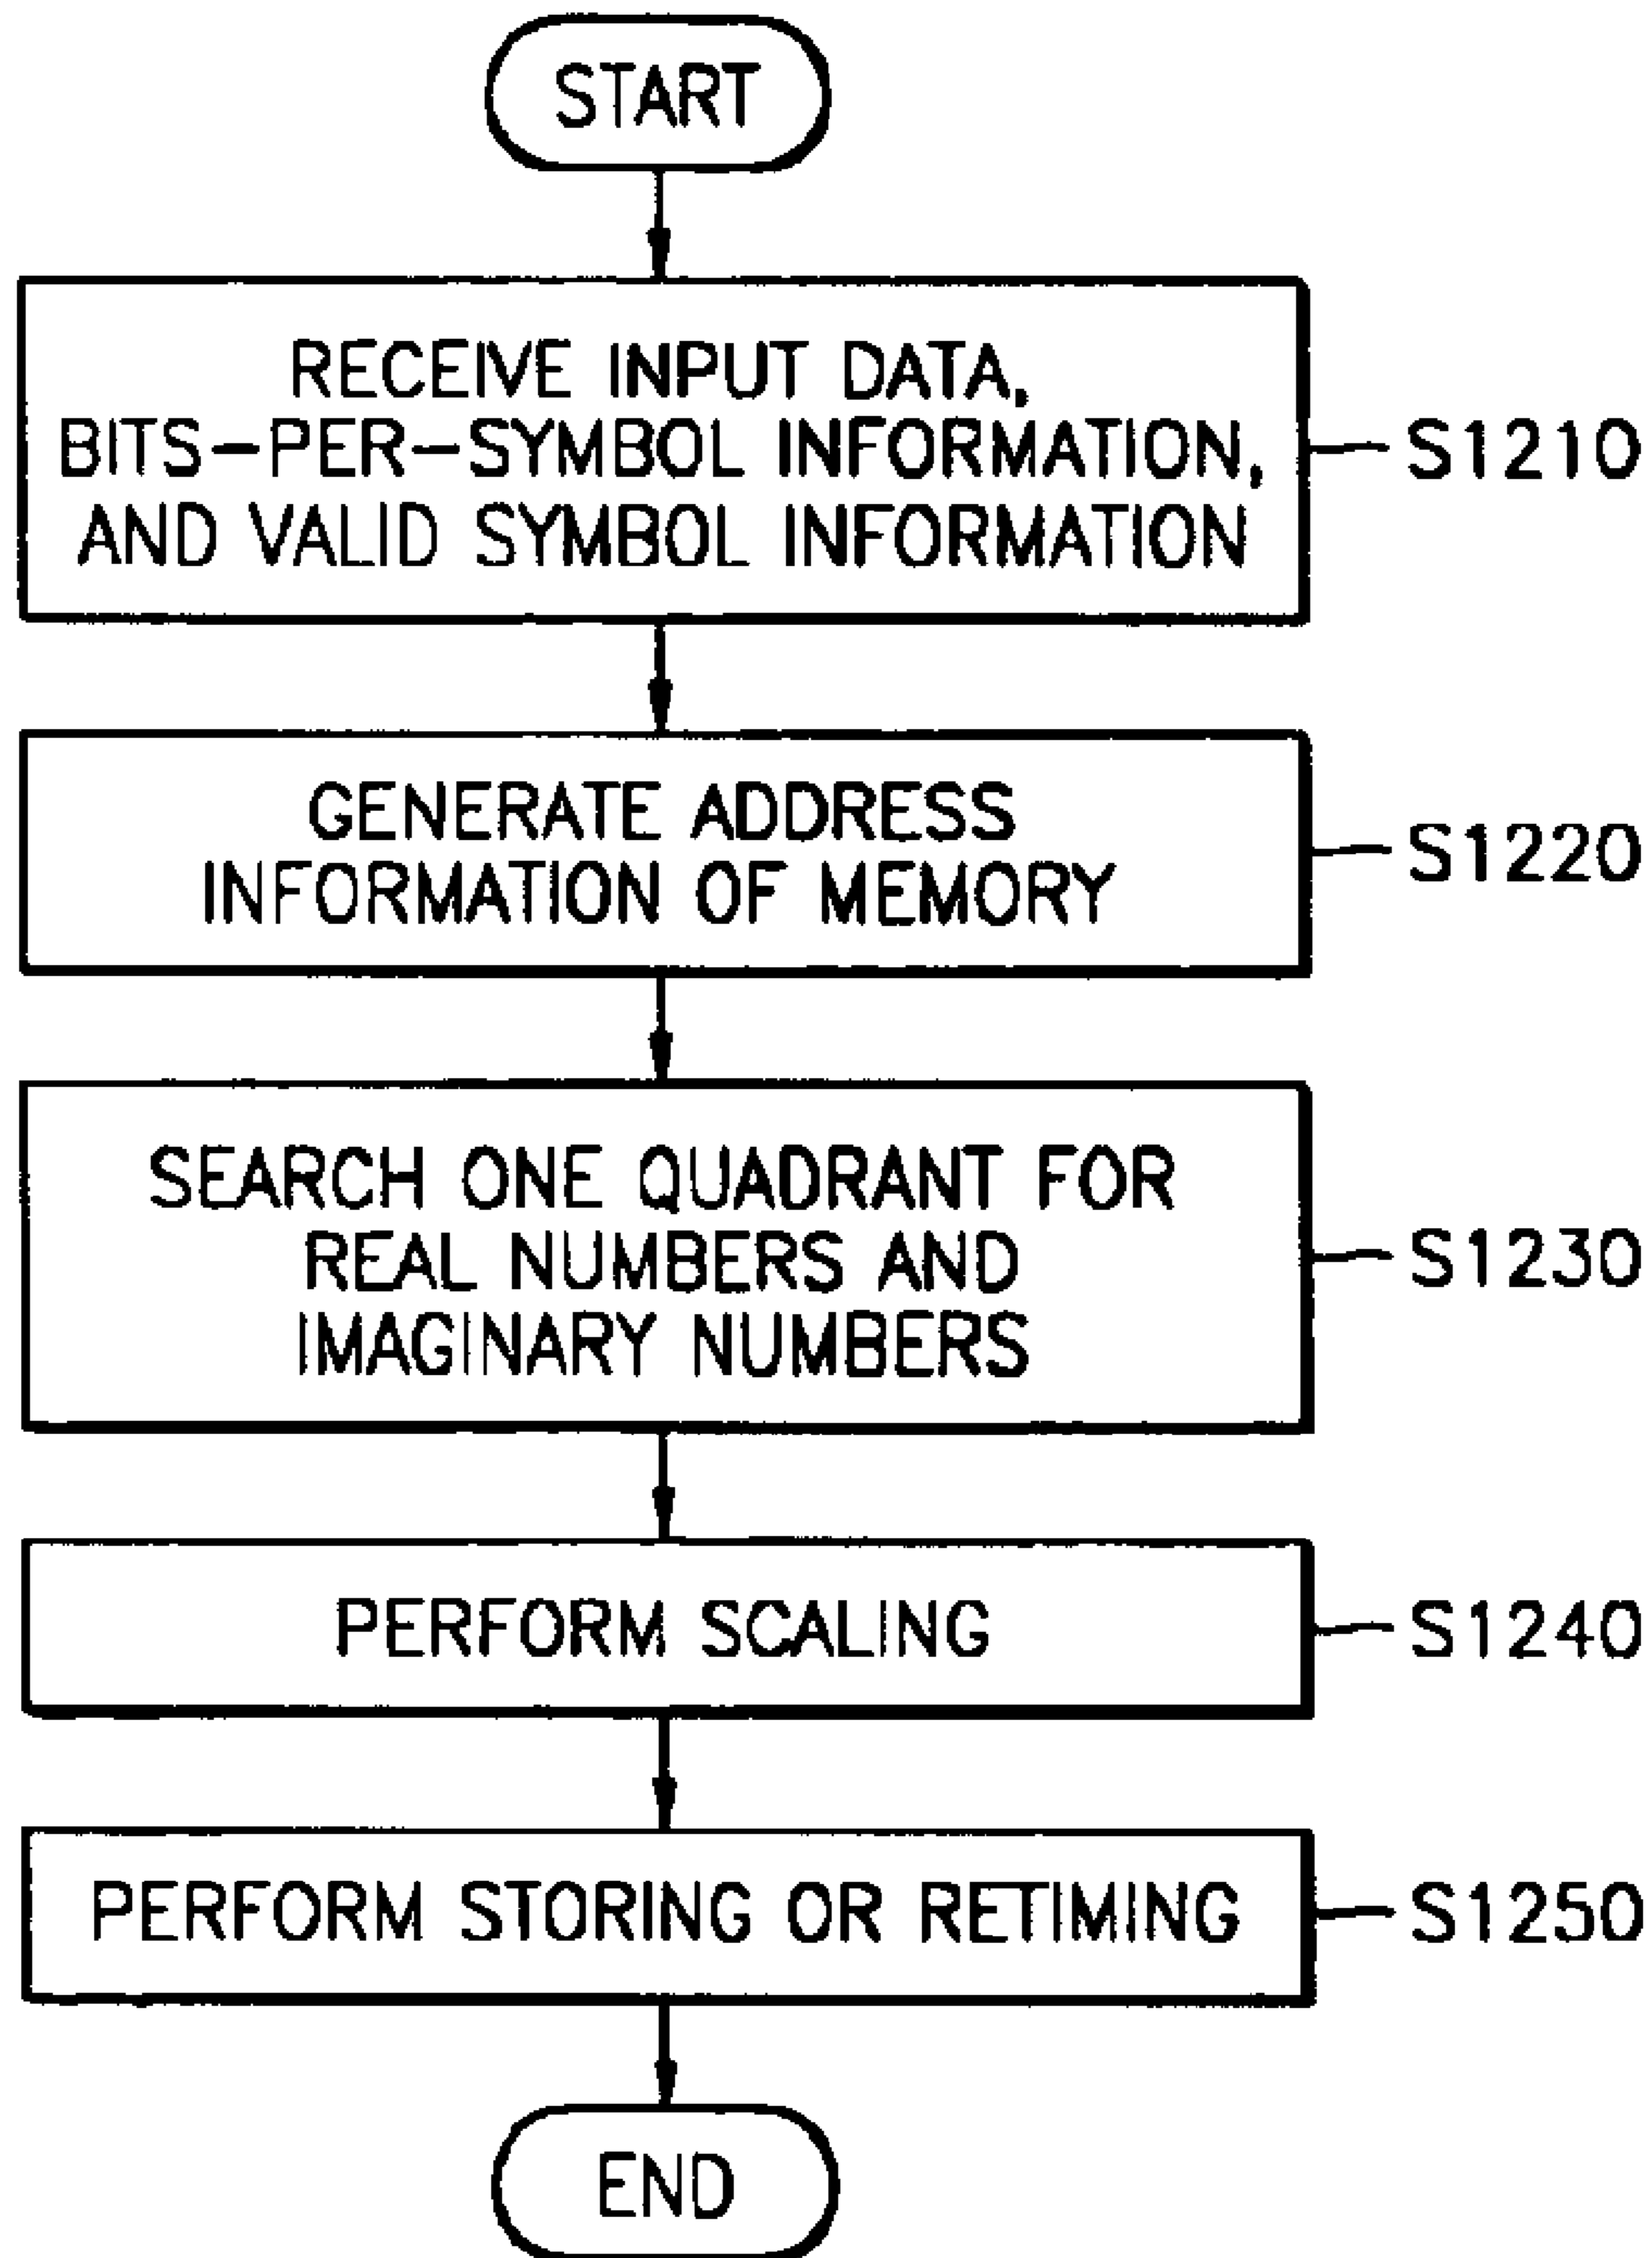 START
RECEIVE INPUT DATA,
BITS-PER-SYMBOL INFORMATION,
AND VALID SYMBOL INFORMATION
S1210
GENERATE ADDRESS
INFORMATION OF MEMORY
S1220
SEARCH ONE QUADRANT FOR
REAL NUMBERS AND
IMAGINARY NUMBERS
S1230
PERFORM SCALING
S1240
PERFORM STORING OR RETIMING
S1250
END